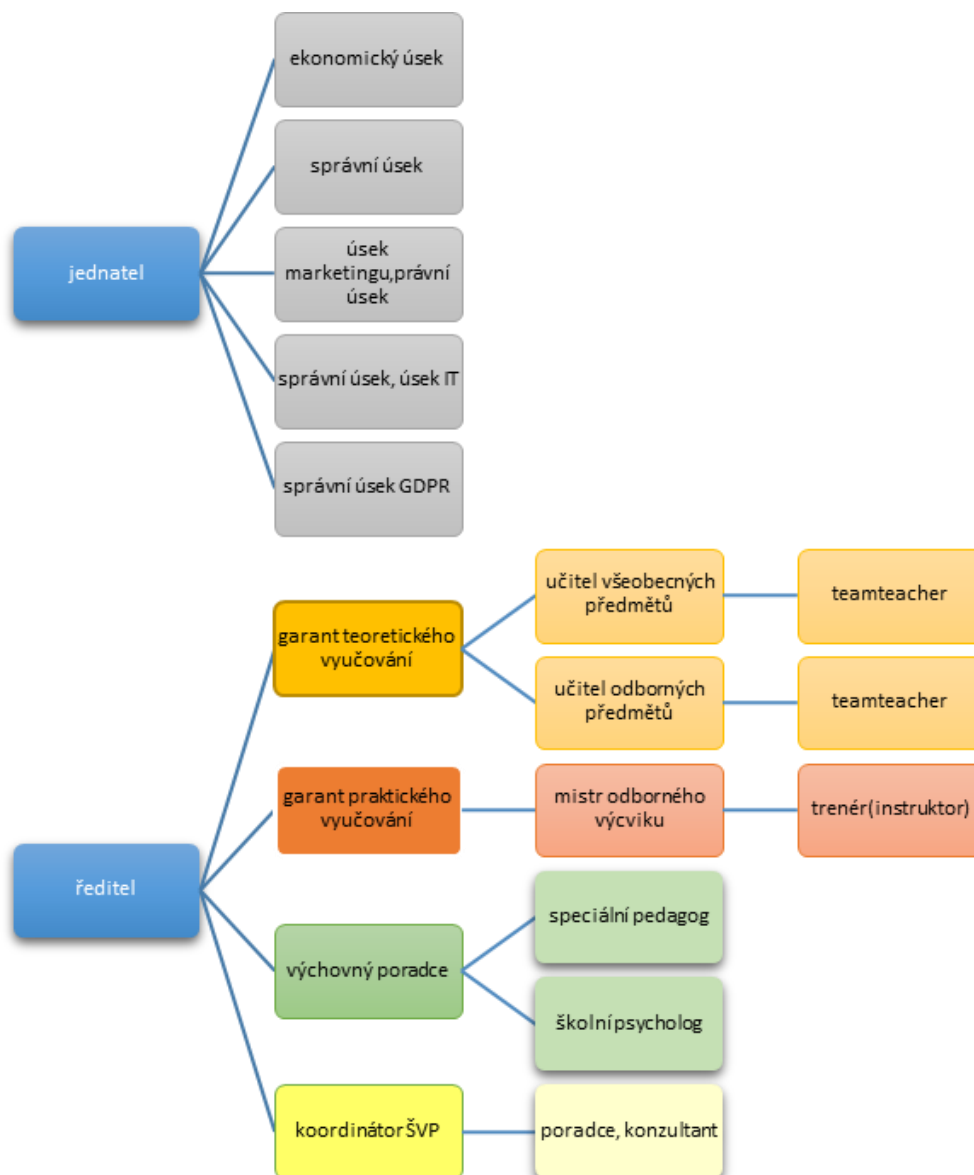 jednatel
ekonomický úsek
správní úsek
úsek
marketingu,právní
úsek
správní úsek, úsek IT
správní úsek GDPR
ředitel
garant teoretického
vyučování
učitel všeobecných
předmětů
teamteacher
učitel odborných
předmětů
teamteacher
garant praktického
vyučování
mistr odborného
výcviku
trenér(instruktor)
výchovný poradce
speciální pedagog
školní psycholog
koordinátor ŠVP
poradce, konzultant